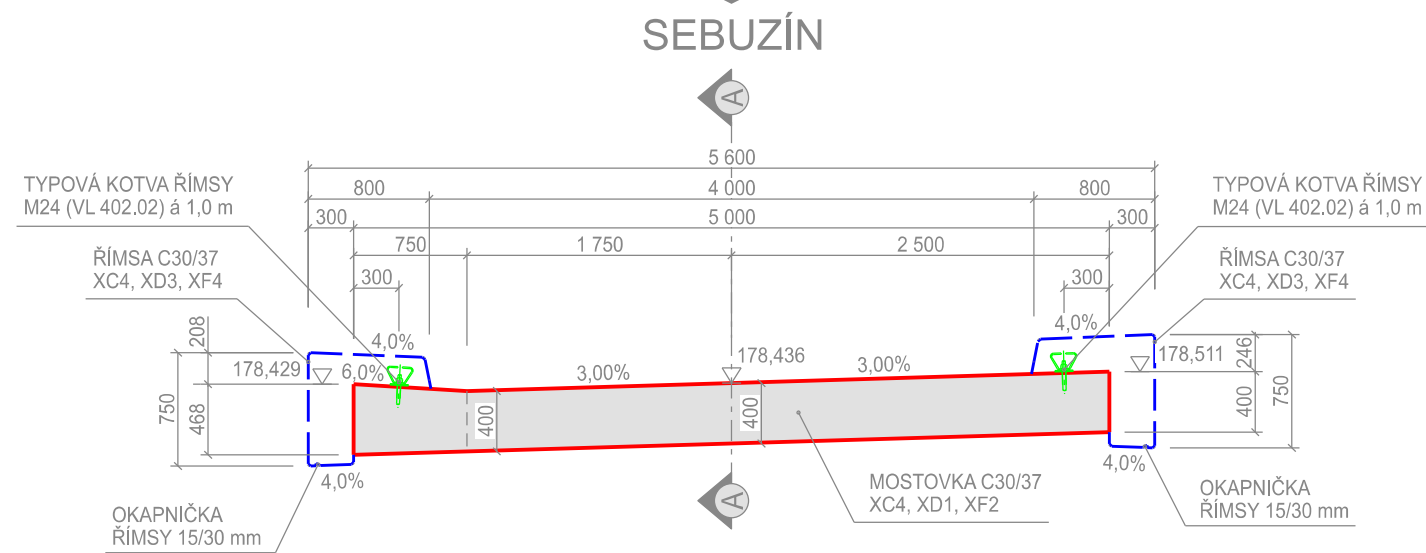 SEBUZÍN
A
5 600
800
4 000
800
300
5 000
300
750
1 750
2 500
300
300
TYPOVÁ KOTVA ŘÍMSY
M24 (VL 402.02) á 1,0 m
TYPOVÁ KOTVA ŘÍMSY
M24 (VL 402.02) á 1,0 m
ŘÍMSA C30/37
XC4, XD3, XF4
ŘÍMSA C30/37
XC4, XD3, XF4
208
4,0%
4,0%
246
178,429
6,0%
3,00%
178,436
3,00%
178,511
750
468
400
400
400
750
4,0%
4,0%
MOSTOVKA C30/37
XC4, XD1, XF2
OKAPNIČKA
ŘÍMSY 15/30 mm
OKAPNIČKA
ŘÍMSY 15/30 mm
A